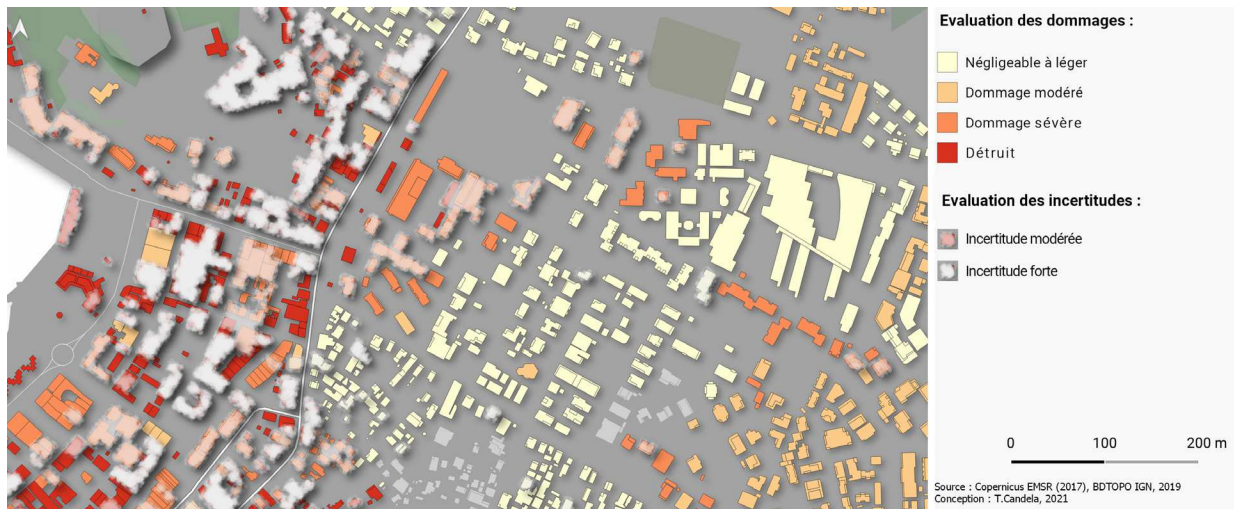 Evaluation des dommages :
Négligeable à léger
Dommage modéré
Dommage sévère
Détruit
Evaluation des incertitudes :
Incertitude modérée
Incertitude forte
0 100 200 m
Source : Copernicus EMSR (2017), BDTOPO IGN, 2019
Conception : T.Candela, 2021